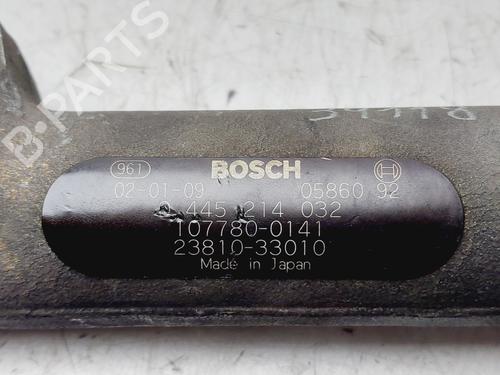 B-PARTS
961 BOSCH
02-01-09 05860 92
445 214 032
107780-0141
23810-33010
Made in Japan